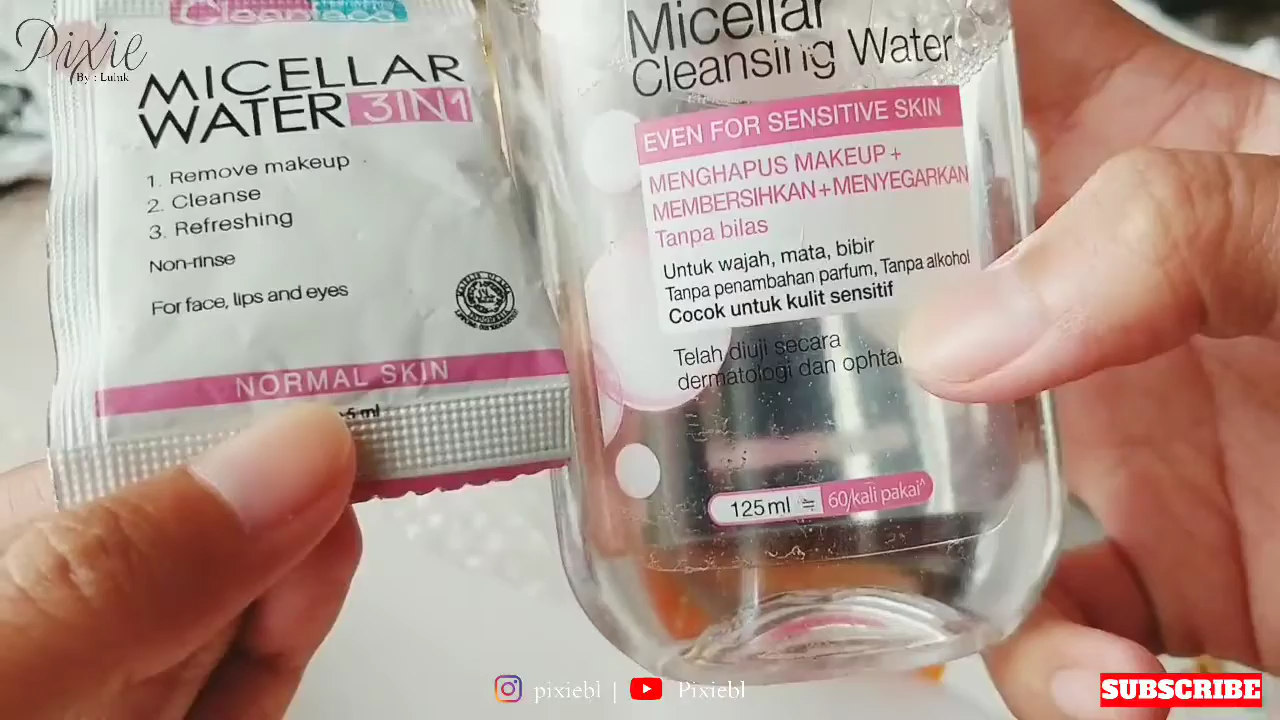 Pixie
By : Luluk
MICELLAR
WATER 3IN1
1. Remove makeup
2. Cleanse
3. Refreshing
Non-rinse
For face, lips and eyes
NORMAL SKIN
5 ml
Micellar
Cleansing Water
EVEN FOR SENSITIVE SKIN
MENGHAPUS MAKEUP +
MEMBERSIHKAN + MENYEGARKAN
Tanpa bilas
Untuk wajah, mata, bibir
Tanpa penambahan parfum, Tanpa alkohol
Cocok untuk kulit sensitif
Telah diuji secara
dermatologi dan
125ml ≒ 60/kali pakai^
pixiebl | Pixiebl
SUBSCRIBE